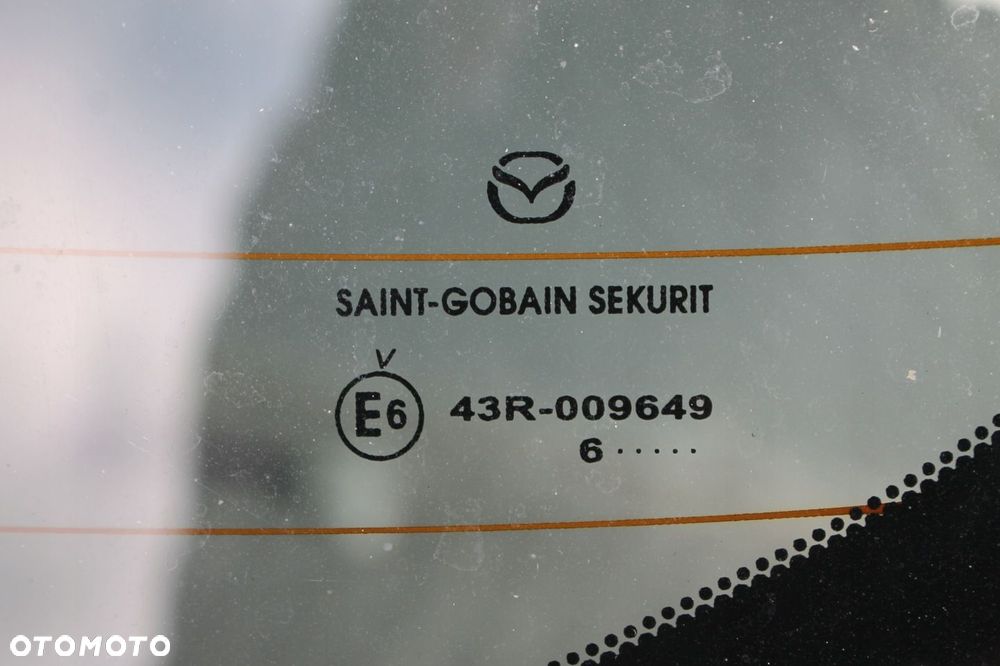 SAINT-GOBAIN SEKURIT
V
E6 43R-009649
6 ·····
OTOMOTO